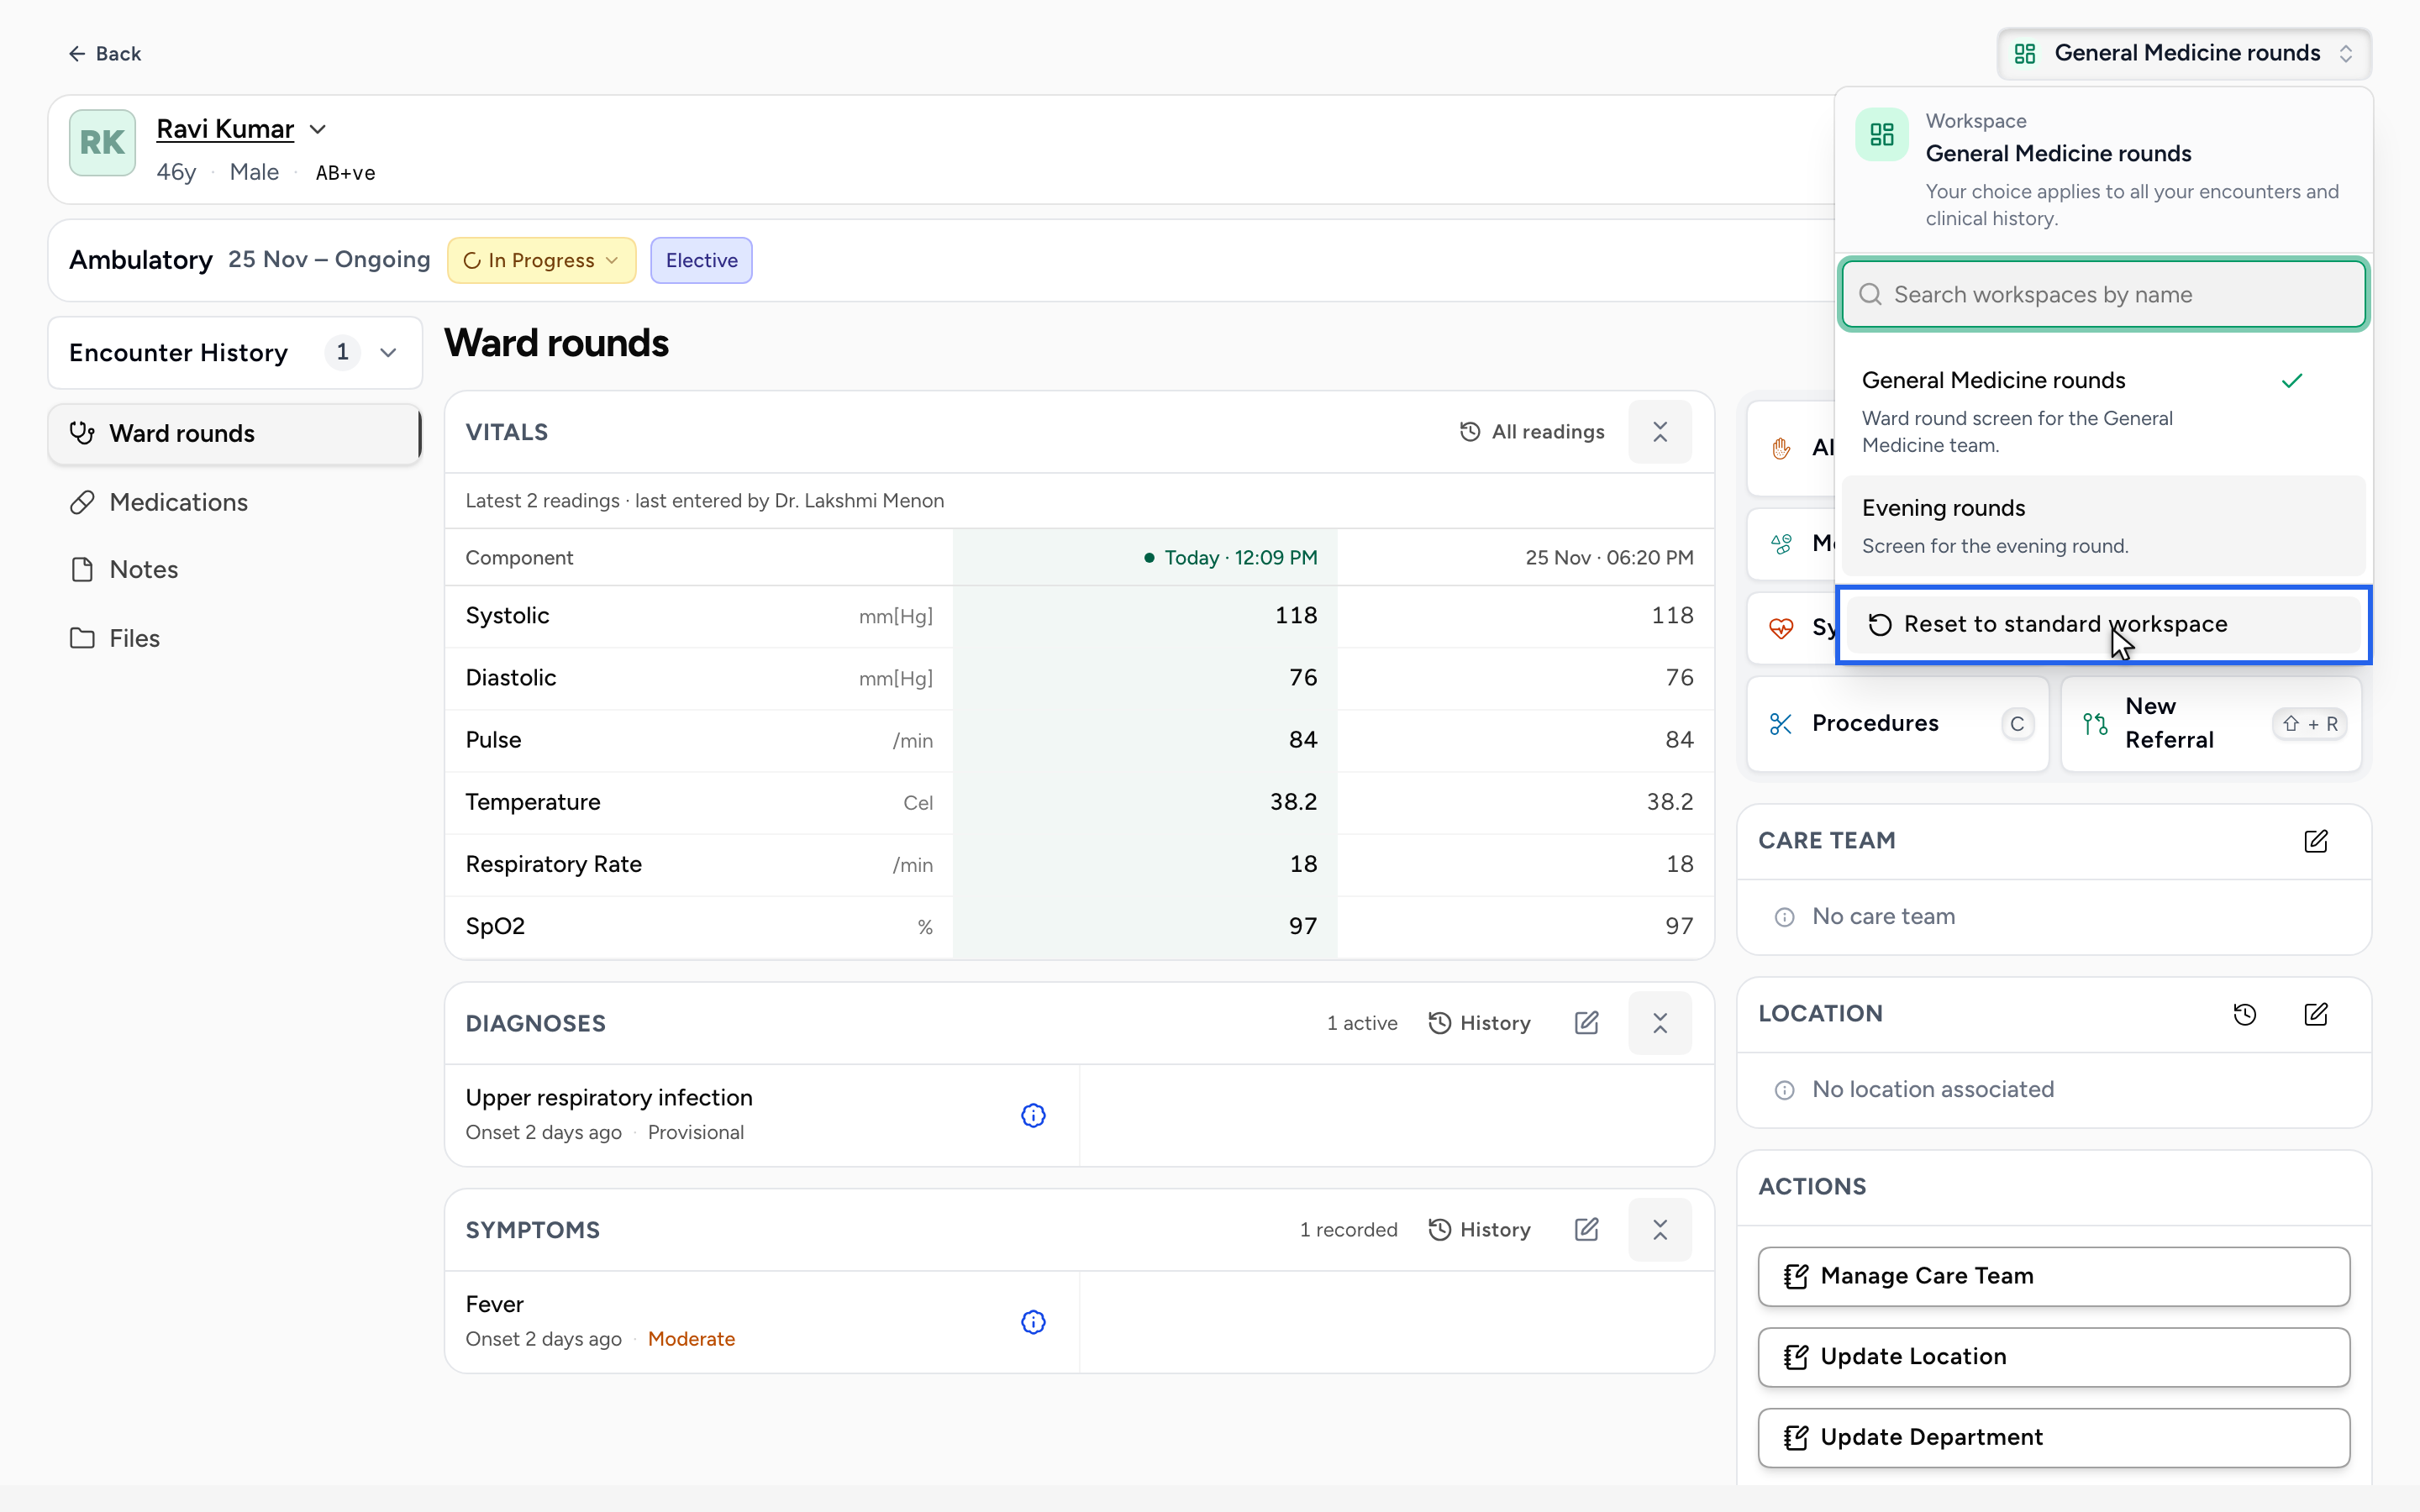 Back
General Medicine rounds
RK
Ravi Kumar
46y · Male · AB+ve
Workspace
General Medicine rounds
Your choice applies to all your encounters and
clinical history.
Ambulatory 25 Nov – Ongoing In Progress Elective
Search workspaces by name
General Medicine rounds
Ward round screen for the General
Medicine team.
Evening rounds
Screen for the evening round.
Reset to standard workspace
Encounter History 1
Ward rounds
Medications
Notes
Files
Ward rounds
VITALS All readings
Latest 2 readings · last entered by Dr. Lakshmi Menon
Component Today · 12:09 PM 25 Nov · 06:20 PM
Systolic mm[Hg] 118 118
Diastolic mm[Hg] 76 76
Pulse /min 84 84
Temperature Cel 38.2 38.2
Respiratory Rate /min 18 18
SpO2 % 97 97
DIAGNOSES 1 active History
Upper respiratory infection
Onset 2 days ago · Provisional
SYMPTOMS 1 recorded History
Fever
Onset 2 days ago · Moderate
Procedures C
New
Referral
⇧ + R
CARE TEAM
No care team
LOCATION
No location associated
ACTIONS
Manage Care Team
Update Location
Update Department